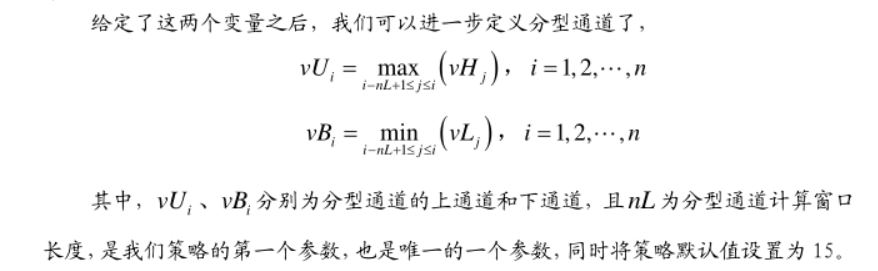 给定了这两个变量之后，我们可以进一步定义分型通道了，
vU_i = max_{i−nL+1≤j≤i}(vH_j)，i = 1, 2, ⋯, n
vB_i = min_{i−nL+1≤j≤i}(vL_j)，i = 1, 2, ⋯, n
其中，vU_i、vB_i 分别为分型通道的上通道和下通道，且 nL 为分型通道计算窗口
长度，是我们策略的第一个参数，也是唯一的一个参数，同时将策略默认值设置为 15。